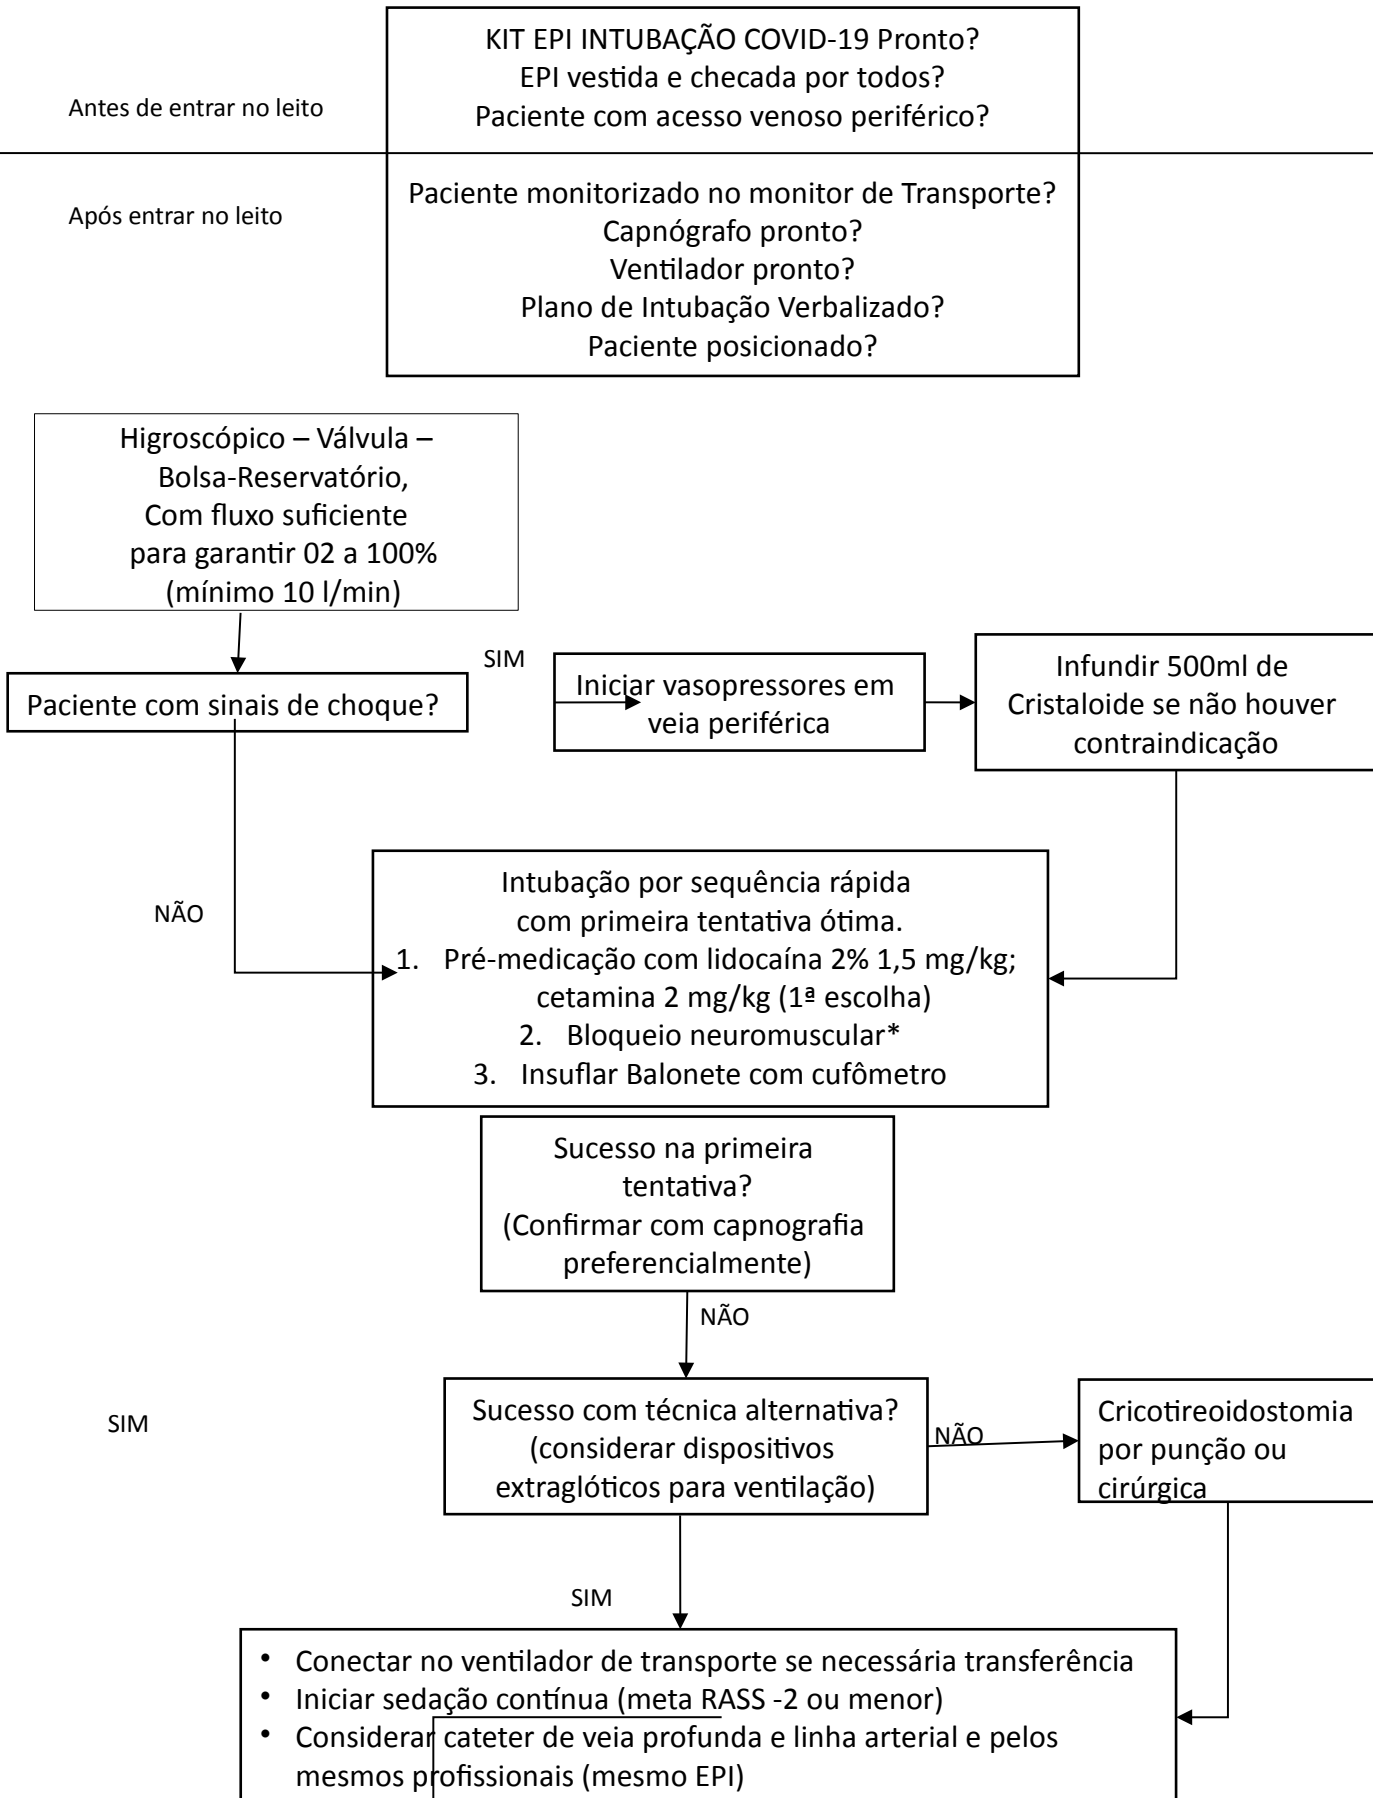 KIT EPI INTUBAÇÃO COVID-19 Pronto?
EPI vestida e checada por todos?
Antes de entrar no leito
Paciente com acesso venoso periférico?
Paciente monitorizado no monitor de Transporte?
Após entrar no leito
Capnógrafo pronto?
Ventilador pronto?
Plano de Intubação Verbalizado?
Paciente posicionado?
Higroscópico – Válvula –
Bolsa-Reservatório,
Com fluxo suficiente
para garantir 02 a 100%
(mínimo 10 l/min)
Paciente com sinais de choque?
SIM
Iniciar vasopressores em
veia periférica
Infundir 500ml de
Cristaloide se não houver
contraindicação
NÃO
Intubação por sequência rápida
com primeira tentativa ótima.
1. Pré-medicação com lidocaína 2% 1,5 mg/kg;
cetamina 2 mg/kg (1ª escolha)
2. Bloqueio neuromuscular*
3. Insuflar Balonete com cufômetro
Sucesso na primeira
tentativa?
(Confirmar com capnografia
preferencialmente)
NÃO
SIM
Sucesso com técnica alternativa?
(considerar dispositivos
extraglóticos para ventilação)
NÃO
Cricotireoidostomia
por punção ou
cirúrgica
SIM
• Conectar no ventilador de transporte se necessária transferência
• Iniciar sedação contínua (meta RASS -2 ou menor)
• Considerar cateter de veia profunda e linha arterial e pelos
mesmos profissionais (mesmo EPI)